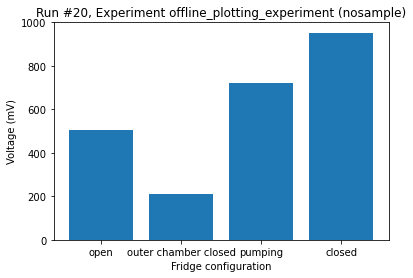 Run #20, Experiment offline_plotting_experiment (nosample)
1000
800
600
400
200
0
Voltage (mV)
open outer chamber closed pumping closed
Fridge configuration